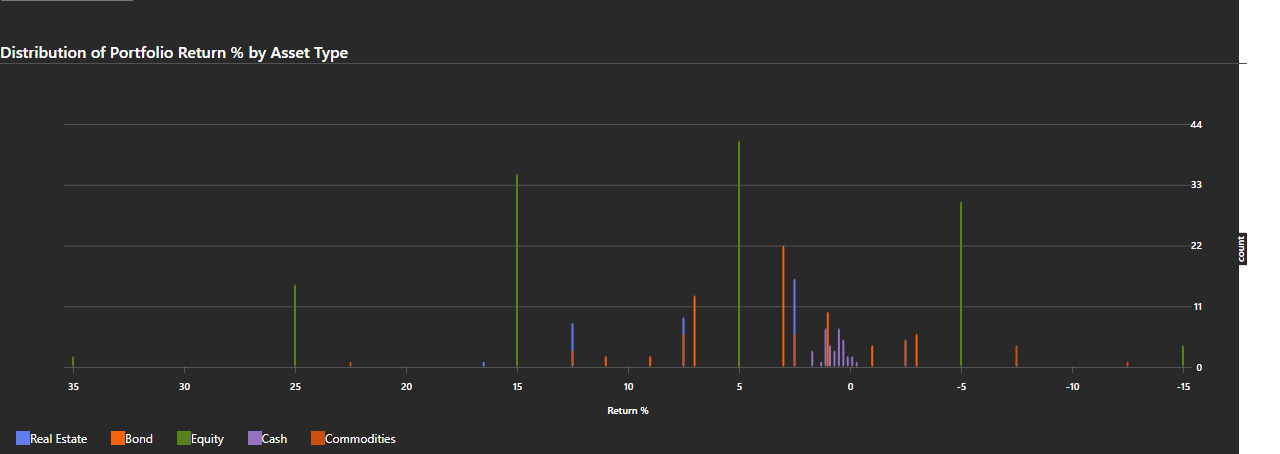 Distribution of Portfolio Return % by Asset Type
44
33
22
11
0
count
35 30 25 20 15 10 5 0 -5 -10 -15
Return %
Real Estate Bond Equity Cash Commodities